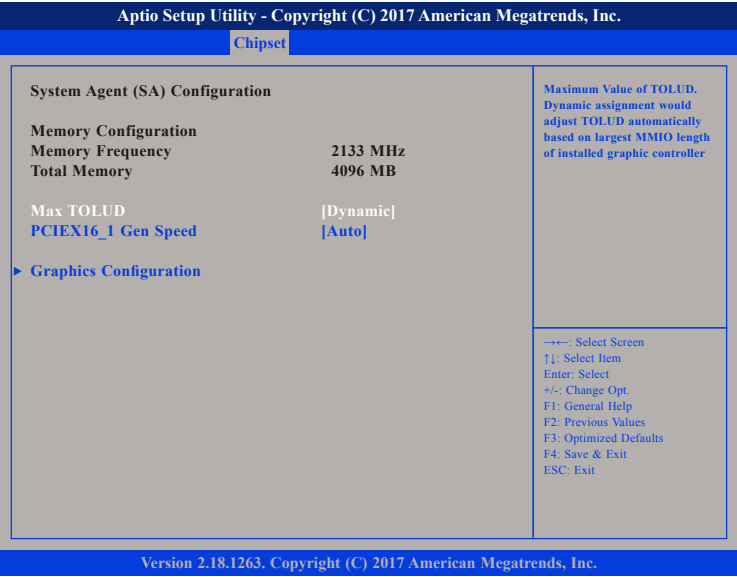 Aptio Setup Utility - Copyright (C) 2017 American Megatrends, Inc.
Chipset
System Agent (SA) Configuration
Memory Configuration
Memory Frequency 2133 MHz
Total Memory 4096 MB
Max TOLUD [Dynamic]
PCIEX16_1 Gen Speed [Auto]
▶ Graphics Configuration
Maximum Value of TOLUD.
Dynamic assignment would
adjust TOLUD automatically
based on largest MMIO length
of installed graphic controller
→←: Select Screen
↑↓: Select Item
Enter: Select
+/-: Change Opt.
F1: General Help
F2: Previous Values
F3: Optimized Defaults
F4: Save & Exit
ESC: Exit
Version 2.18.1263. Copyright (C) 2017 American Megatrends, Inc.